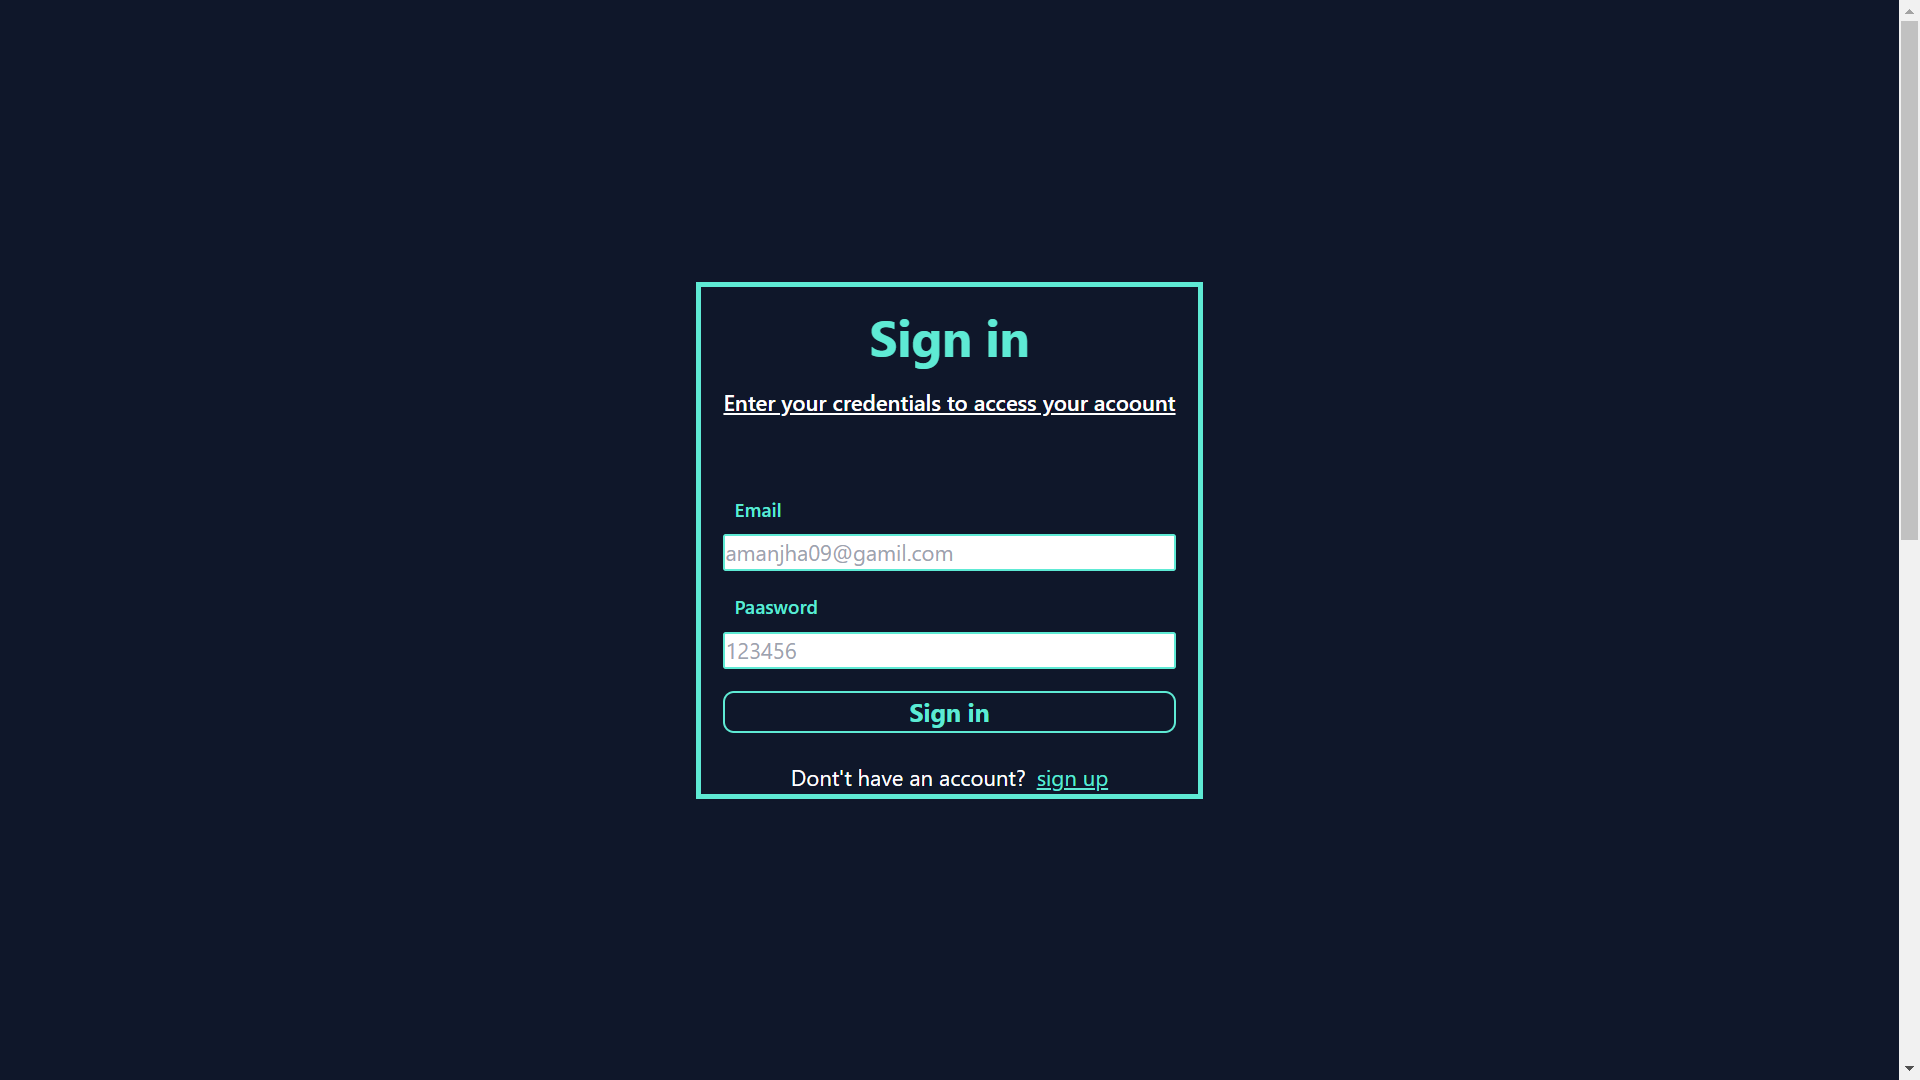 Sign in
Enter your credentials to access your acoount
Email
amanjha09@gamil.com
Paasword
123456
Sign in
Dont't have an account? sign up